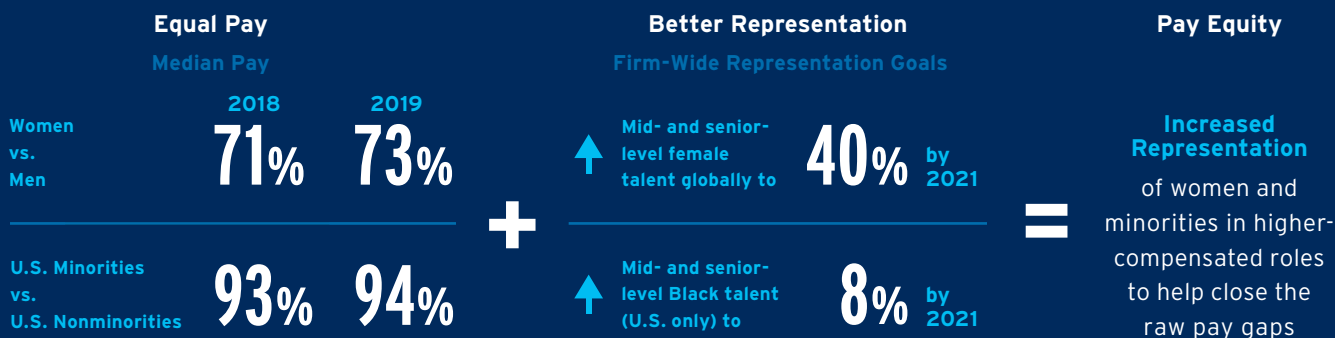 Equal Pay
Median Pay
2018 2019
Women
vs.
Men
71% 73%
U.S. Minorities
vs.
U.S. Nonminorities
93% 94%
+
Better Representation
Firm-Wide Representation Goals
Mid- and senior-
level female
talent globally to
40% by
2021
Mid- and senior-
level Black talent
(U.S. only) to
8% by
2021
=
Pay Equity
Increased
Representation
of women and
minorities in higher-
compensated roles
to help close the
raw pay gaps